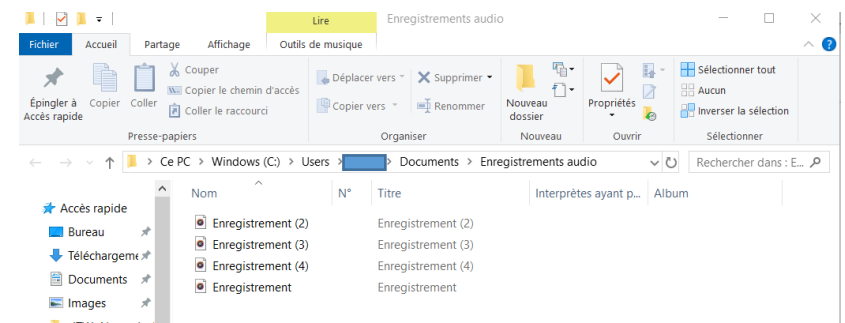 Lire Enregistrements audio
Fichier Accueil Partage Affichage Outils de musique
Épingler à Accès rapide
Copier
Coller
Couper
Copier le chemin d'accès
Coller le raccourci
Presse-papiers
Déplacer vers
Copier vers
Supprimer
Renommer
Organiser
Nouveau dossier
Nouveau
Propriétés
Ouvrir
Sélectionner tout
Aucun
Inverser la sélection
Sélectionner
Ce PC > Windows (C:) > Users > > Documents > Enregistrements audio
Rechercher dans : E...
Nom N° Titre Interprètes ayant p... Album
Accès rapide
Bureau
Téléchargeme
Documents
Images
Enregistrement (2) Enregistrement (2)
Enregistrement (3) Enregistrement (3)
Enregistrement (4) Enregistrement (4)
Enregistrement Enregistrement